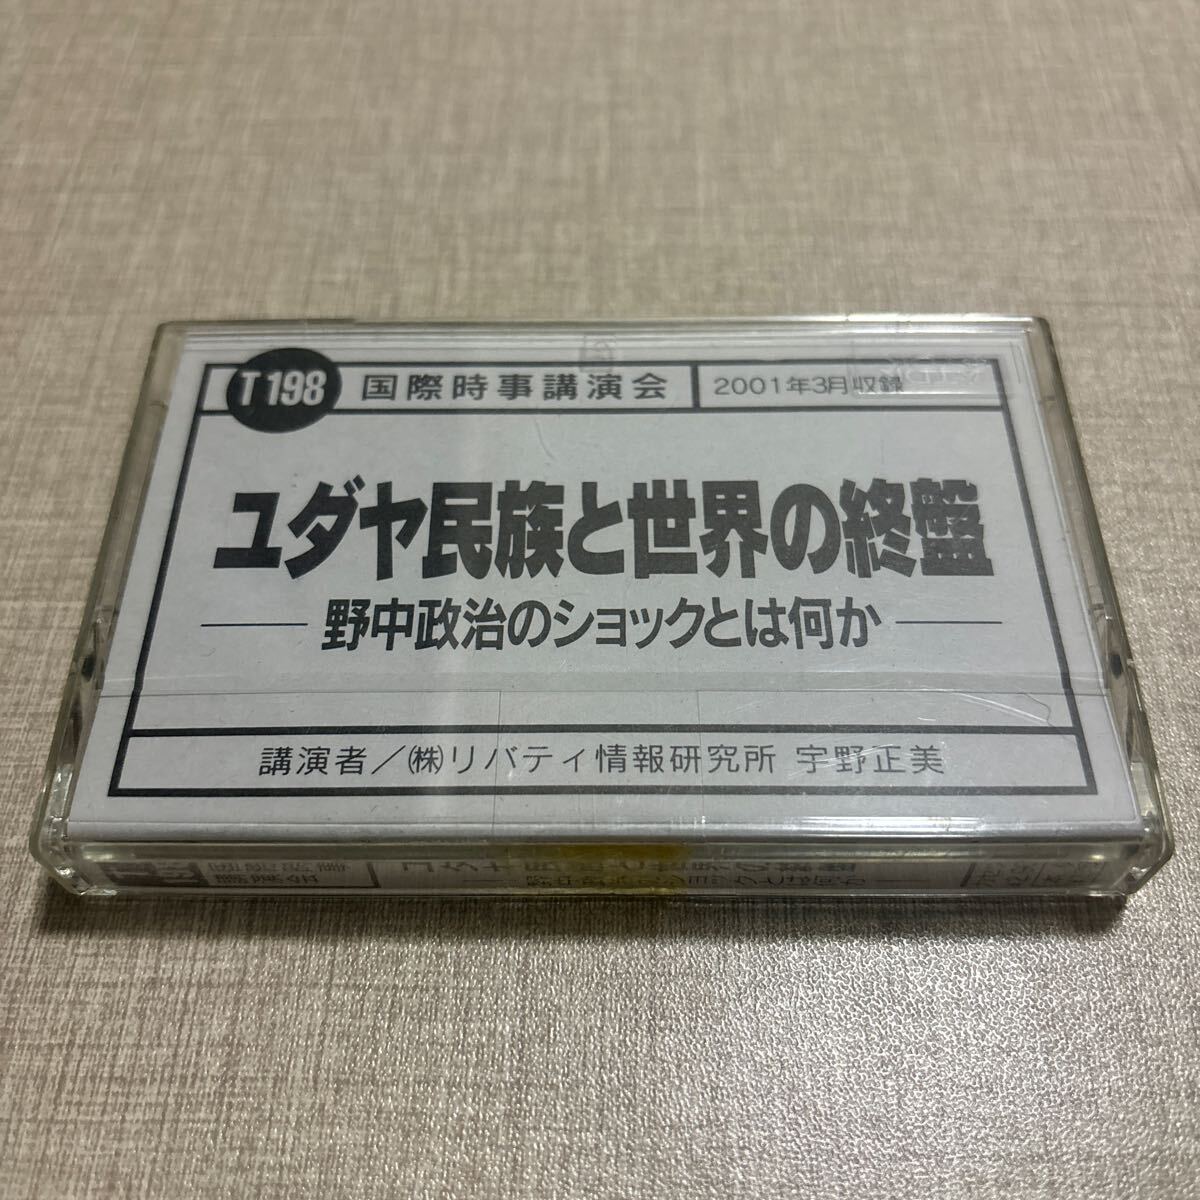 T198 国際時事講演会 2001年3月収録
ユダヤ民族と世界の終盤
野中政治のショックとは何か
講演者／㈱リバティ情報研究所 宇野正美